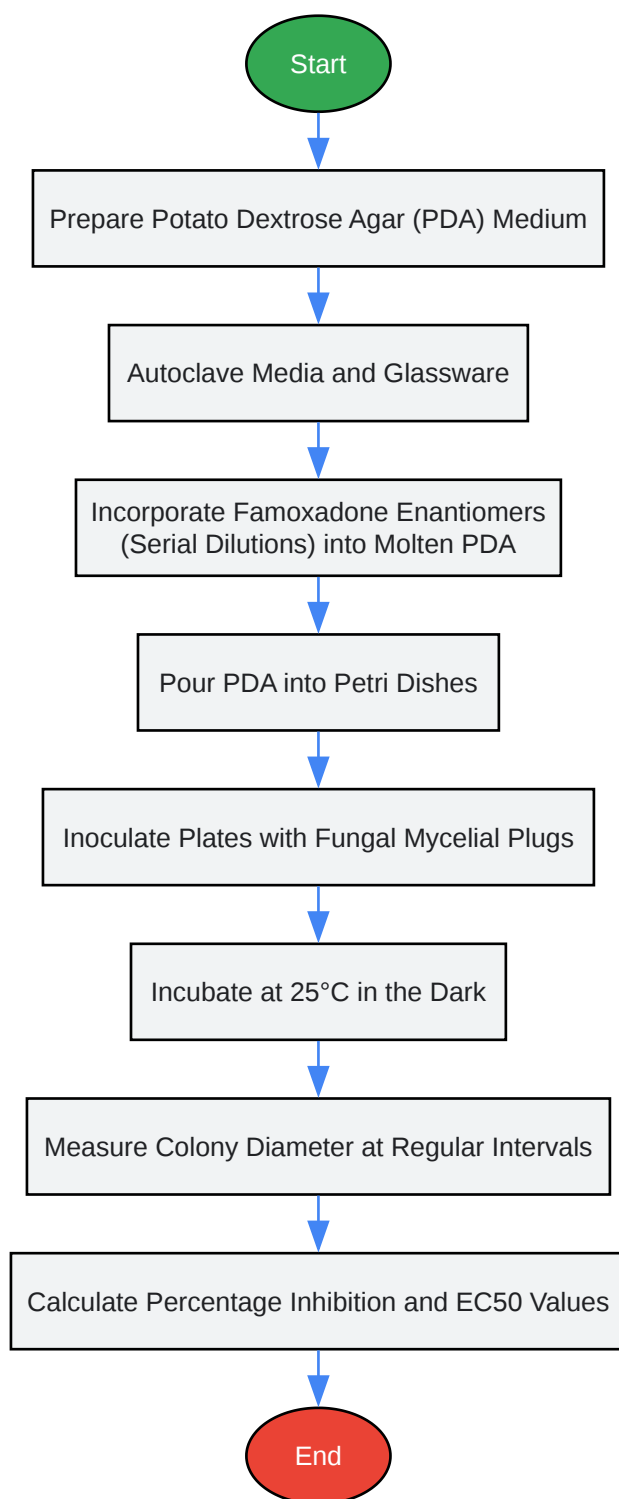 Start
Prepare Potato Dextrose Agar (PDA) Medium
Autoclave Media and Glassware
Incorporate Famoxadone Enantiomers
(Serial Dilutions) into Molten PDA
Pour PDA into Petri Dishes
Inoculate Plates with Fungal Mycelial Plugs
Incubate at 25°C in the Dark
Measure Colony Diameter at Regular Intervals
Calculate Percentage Inhibition and EC50 Values
End